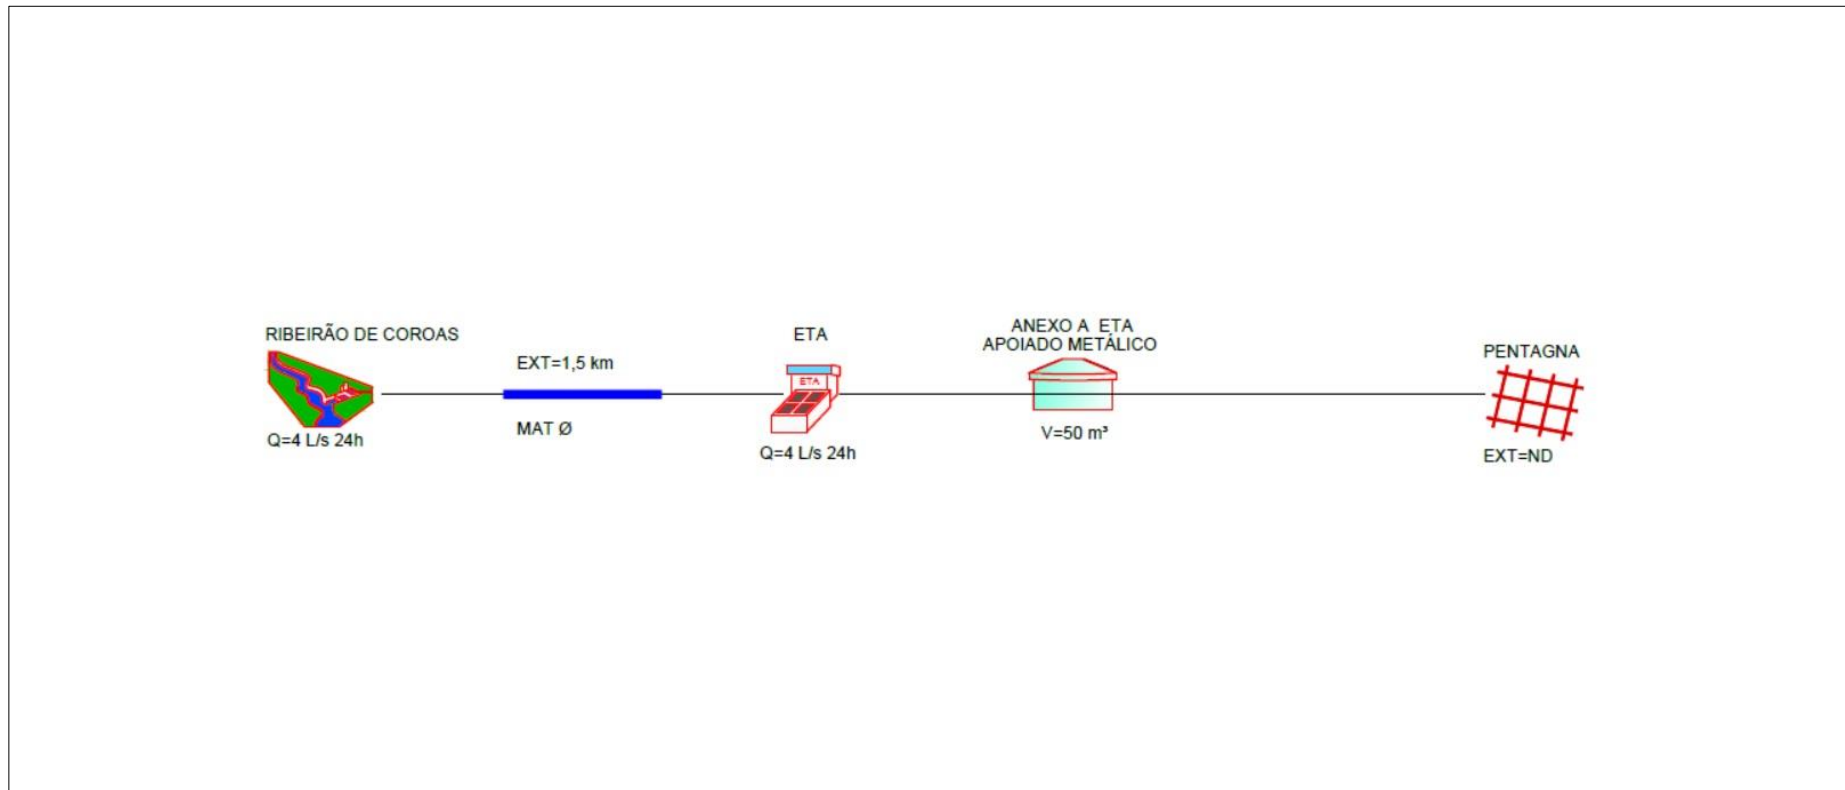 RIBEIRÃO DE COROAS
Q=4 L/s 24h
EXT=1,5 km
MAT Ø
ETA
ETA
Q=4 L/s 24h
ANEXO A ETA
APOIADO METÁLICO
V=50 m³
PENTAGNA
EXT=ND